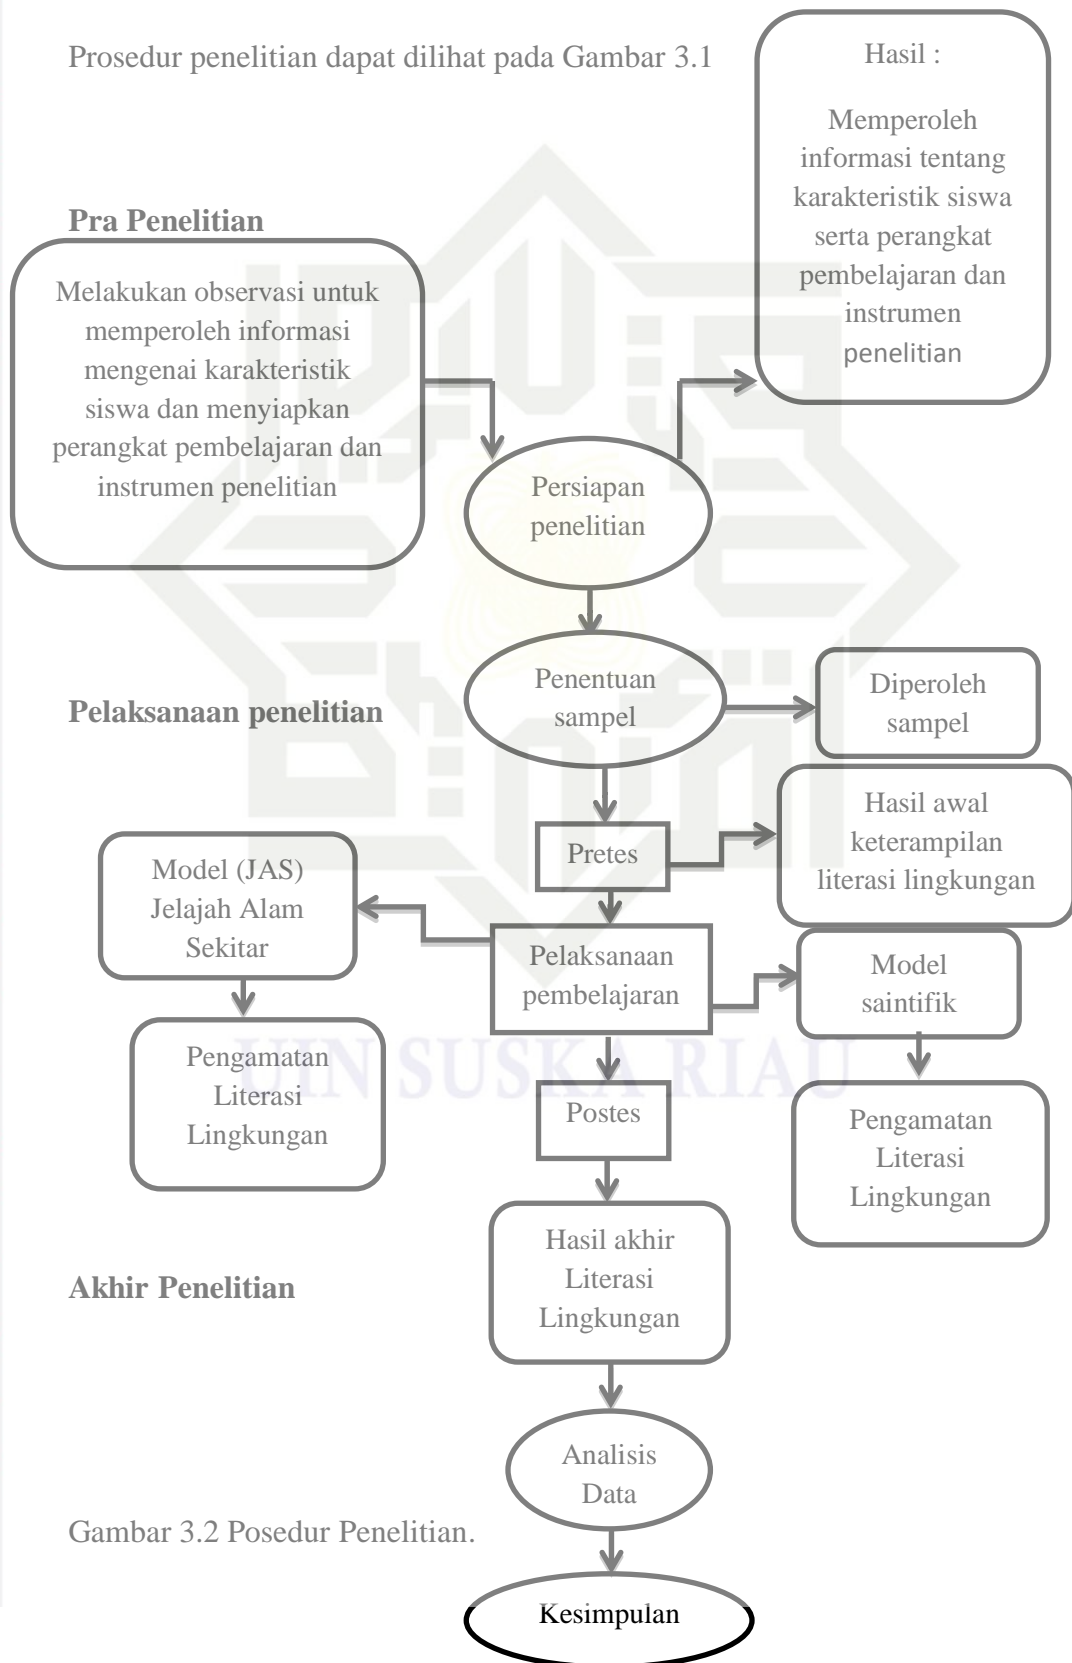 Prosedur penelitian dapat dilihat pada Gambar 3.1
Hasil :
Memperoleh
informasi tentang
karakteristik siswa
serta perangkat
pembelajaran dan
instrumen
penelitian
Pra Penelitian
Melakukan observasi untuk
memperoleh informasi
mengenai karakteristik
siswa dan menyiapkan
perangkat pembelajaran dan
instrumen penelitian
Persiapan
penelitian
Pelaksanaan penelitian
Penentuan
sampel
Diperoleh
sampel
Pretes
Hasil awal
keterampilan
literasi lingkungan
Model (JAS)
Jelajah Alam
Sekitar
Pelaksanaan
pembelajaran
Model
saintifik
Pengamatan
Literasi
Lingkungan
UIN SUSKA RIAU
Postes
Pengamatan
Literasi
Lingkungan
Hasil akhir
Literasi
Lingkungan
Akhir Penelitian
Analisis
Data
Gambar 3.2 Posedur Penelitian.
Kesimpulan